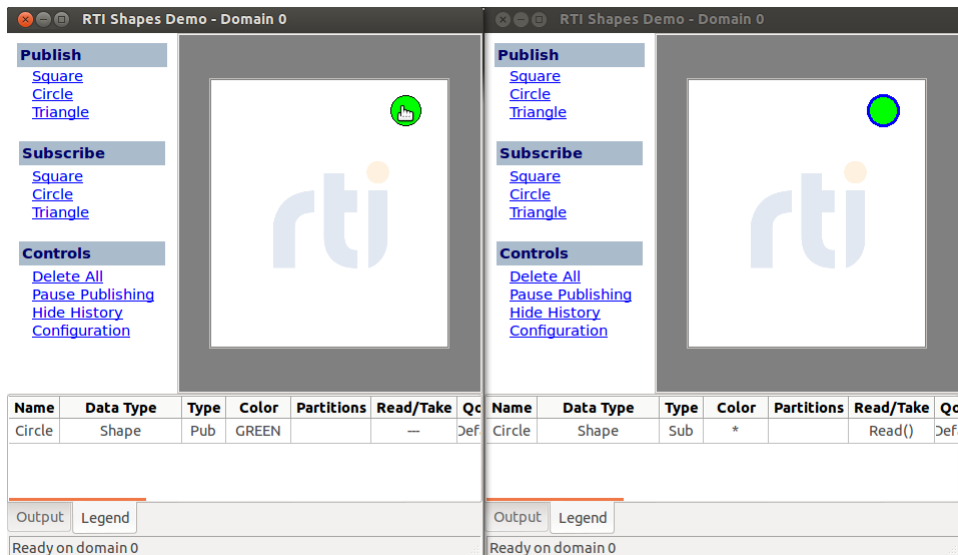 RTI Shapes Demo - Domain 0
Publish
Square
Circle
Triangle
Subscribe
Square
Circle
Triangle
Controls
Delete All
Pause Publishing
Hide History
Configuration
rti
Name Data Type Type Color Partitions Read/Take Qo
Circle Shape Pub GREEN --- Def
Output Legend
Ready on domain 0
RTI Shapes Demo - Domain 0
Publish
Square
Circle
Triangle
Subscribe
Square
Circle
Triangle
Controls
Delete All
Pause Publishing
Hide History
Configuration
rti
Name Data Type Type Color Partitions Read/Take Qo
Circle Shape Sub * Read() Def
Output Legend
Ready on domain 0